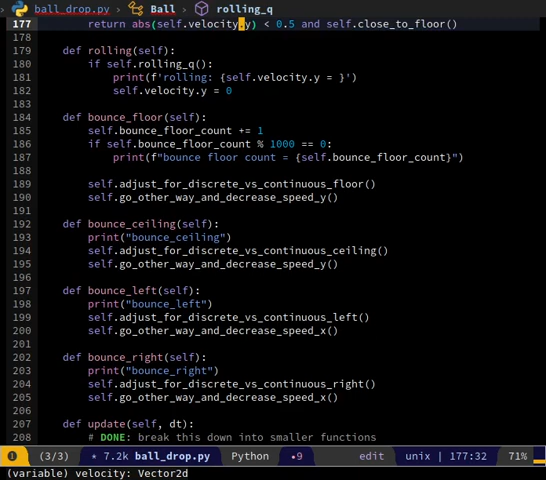 > ball_drop.py > Ball > rolling_q
177 return abs(self.velocity.y) < 0.5 and self.close_to_floor()
178
179 def rolling(self):
180 if self.rolling_q():
181 print(f'rolling: {self.velocity.y = }')
182 self.velocity.y = 0
183
184 def bounce_floor(self):
185 self.bounce_floor_count += 1
186 if self.bounce_floor_count % 1000 == 0:
187 print(f"bounce floor count = {self.bounce_floor_count}")
188
189 self.adjust_for_discrete_vs_continuous_floor()
190 self.go_other_way_and_decrease_speed_y()
191
192 def bounce_ceiling(self):
193 print("bounce_ceiling")
194 self.adjust_for_discrete_vs_continuous_ceiling()
195 self.go_other_way_and_decrease_speed_y()
196
197 def bounce_left(self):
198 print("bounce_left")
199 self.adjust_for_discrete_vs_continuous_left()
200 self.go_other_way_and_decrease_speed_x()
201
202 def bounce_right(self):
203 print("bounce_right")
204 self.adjust_for_discrete_vs_continuous_right()
205 self.go_other_way_and_decrease_speed_x()
206
207 def update(self, dt):
208 # DONE: break this down into smaller functions
(3/3) * 7.2k ball_drop.py Python •9 edit unix | 177:32 71%
(variable) velocity: Vector2d